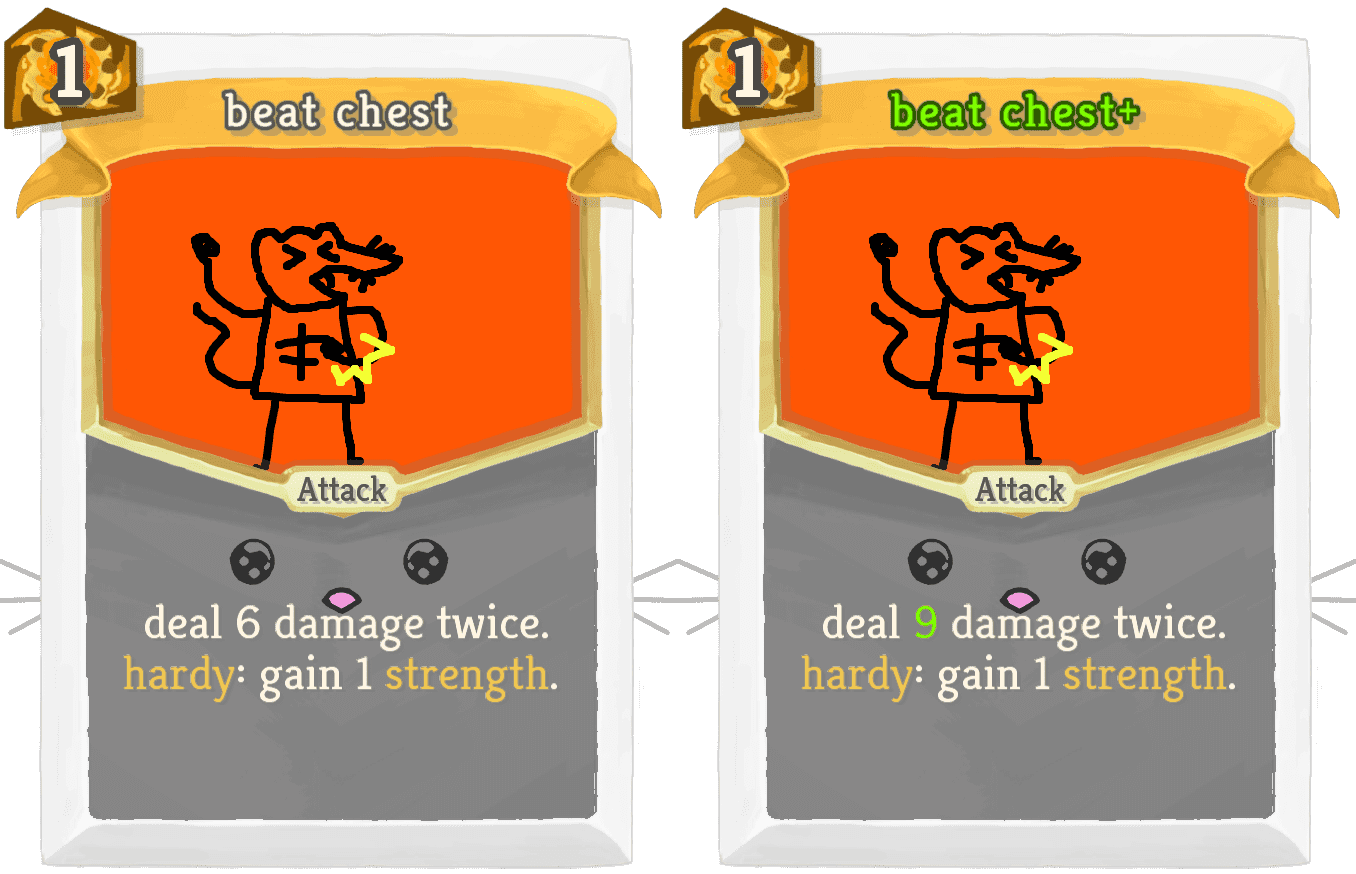 1
beat chest
Attack
deal 6 damage twice.
hardy: gain 1 strength.
1
beat chest+
Attack
deal 9 damage twice.
hardy: gain 1 strength.